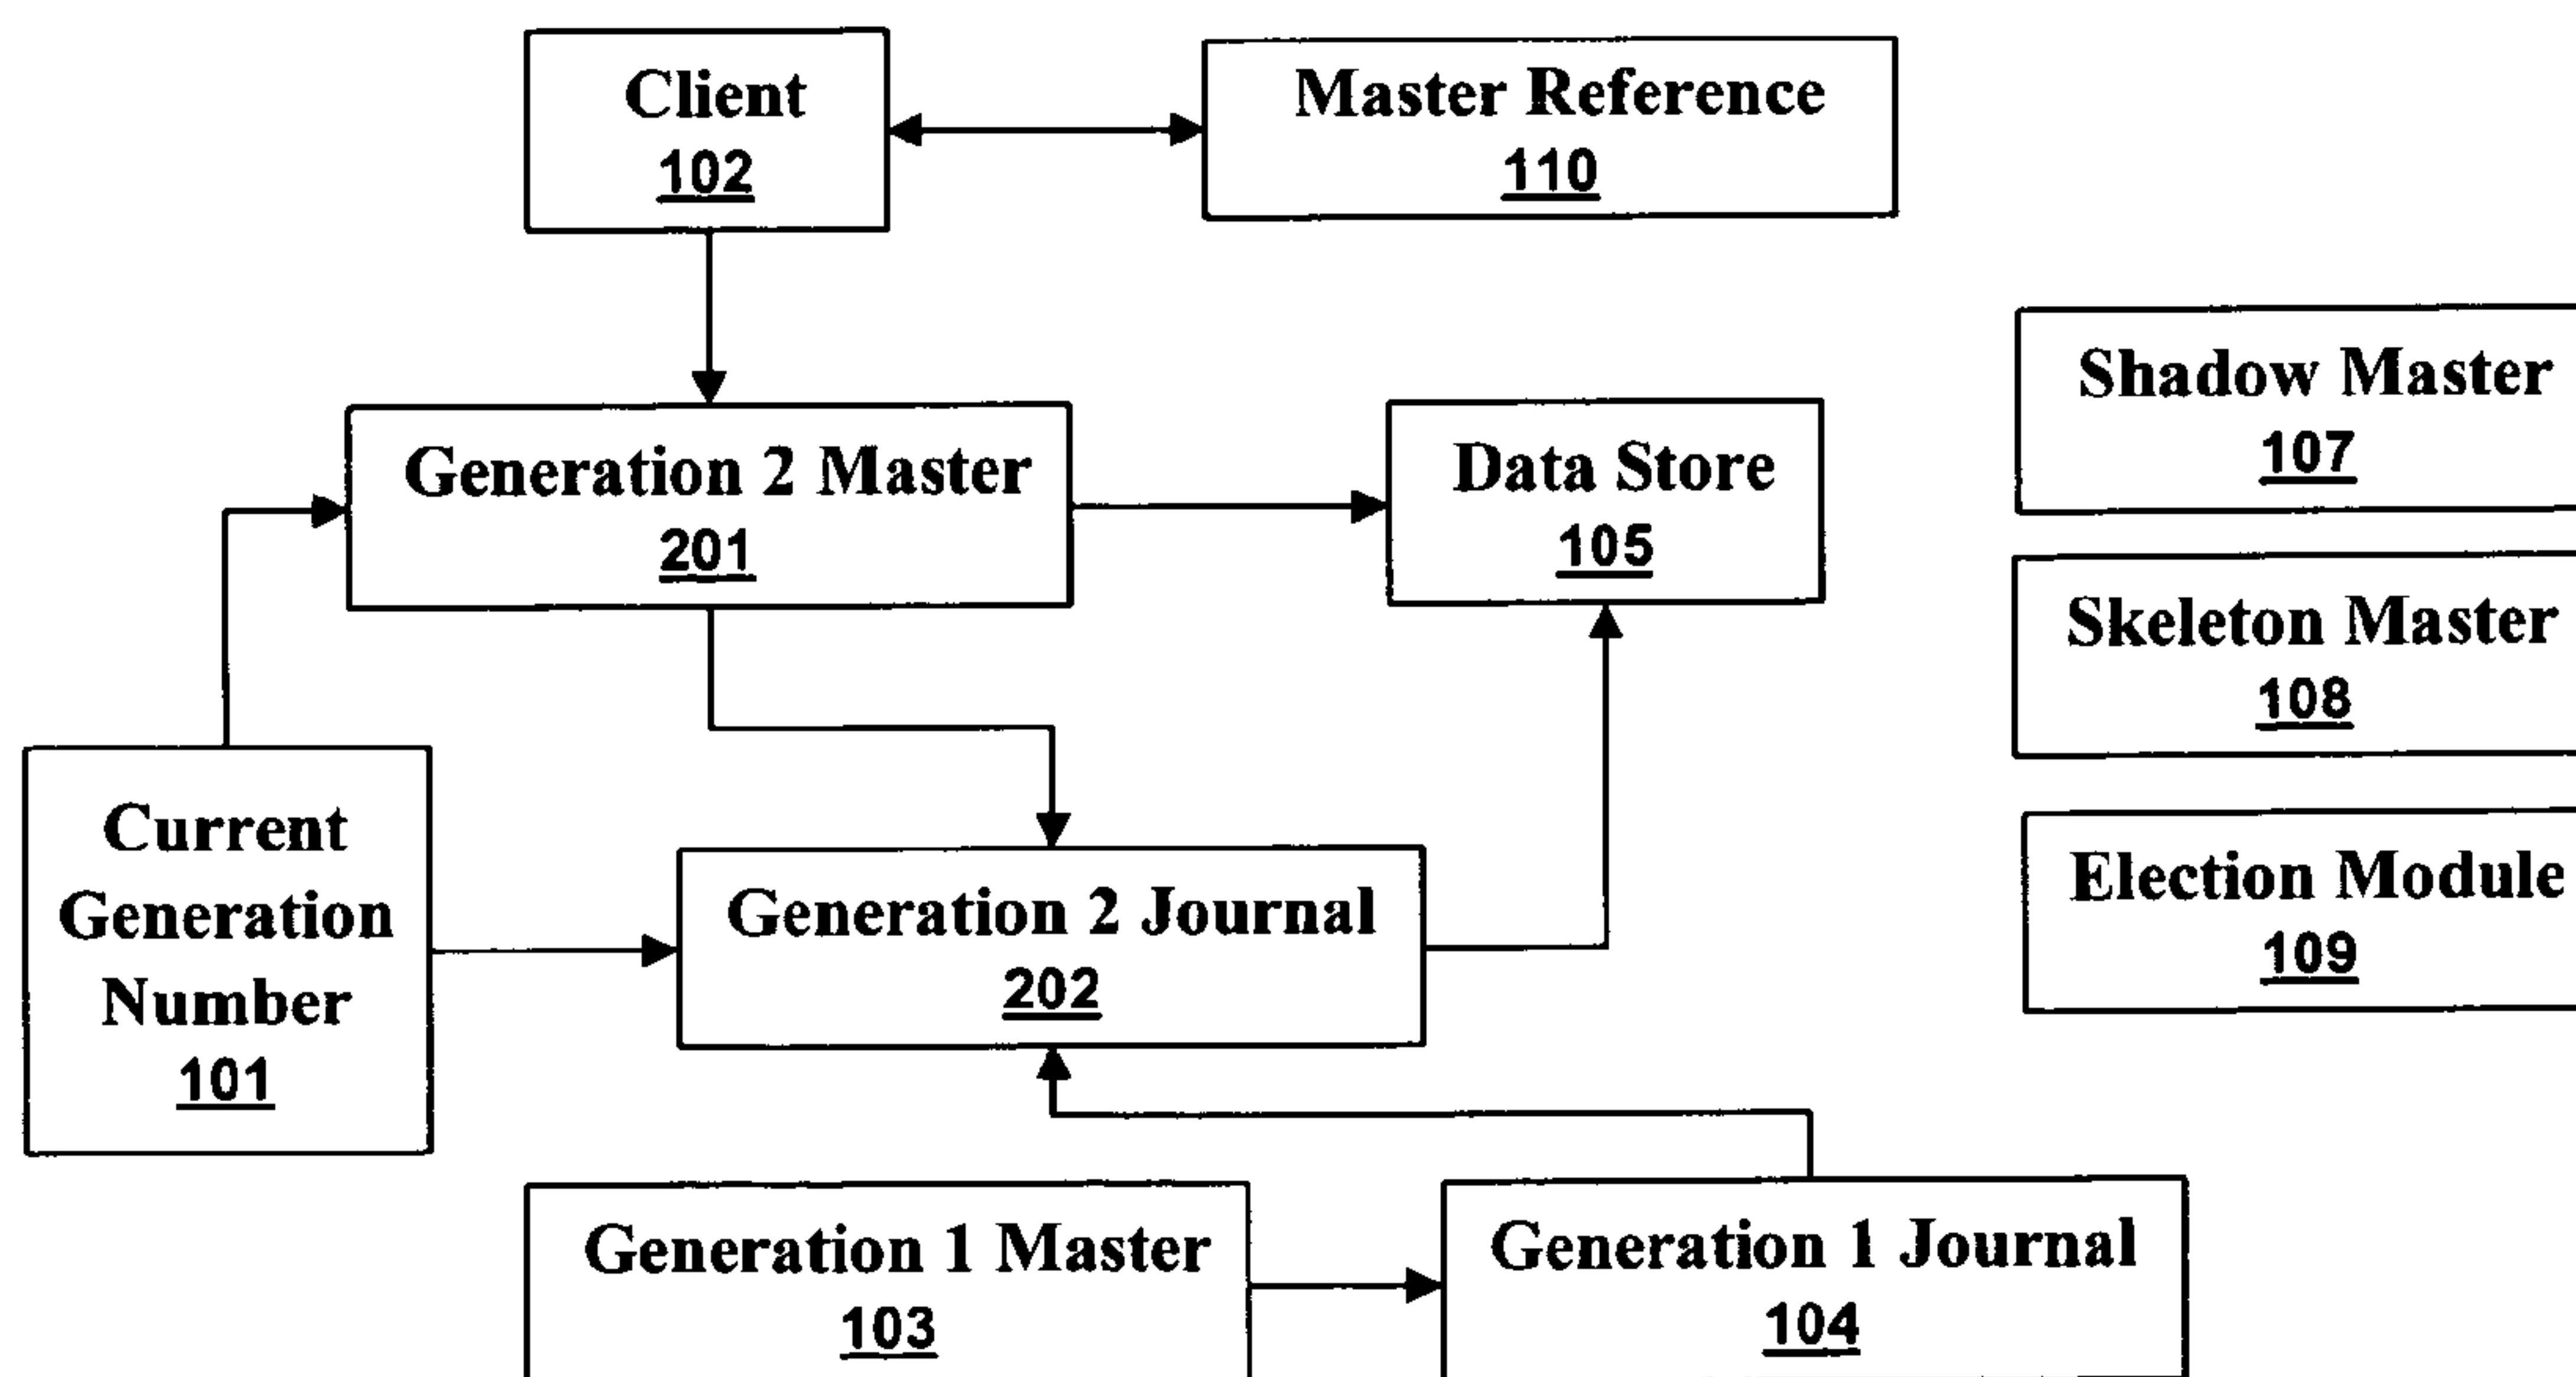 Client
102
Master Reference
110
Shadow Master
107
Generation 2 Master
201
Data Store
105
Skeleton Master
108
Current
Generation
Number
101
Generation 2 Journal
202
Election Module
109
Generation 1 Master
103
Generation 1 Journal
104